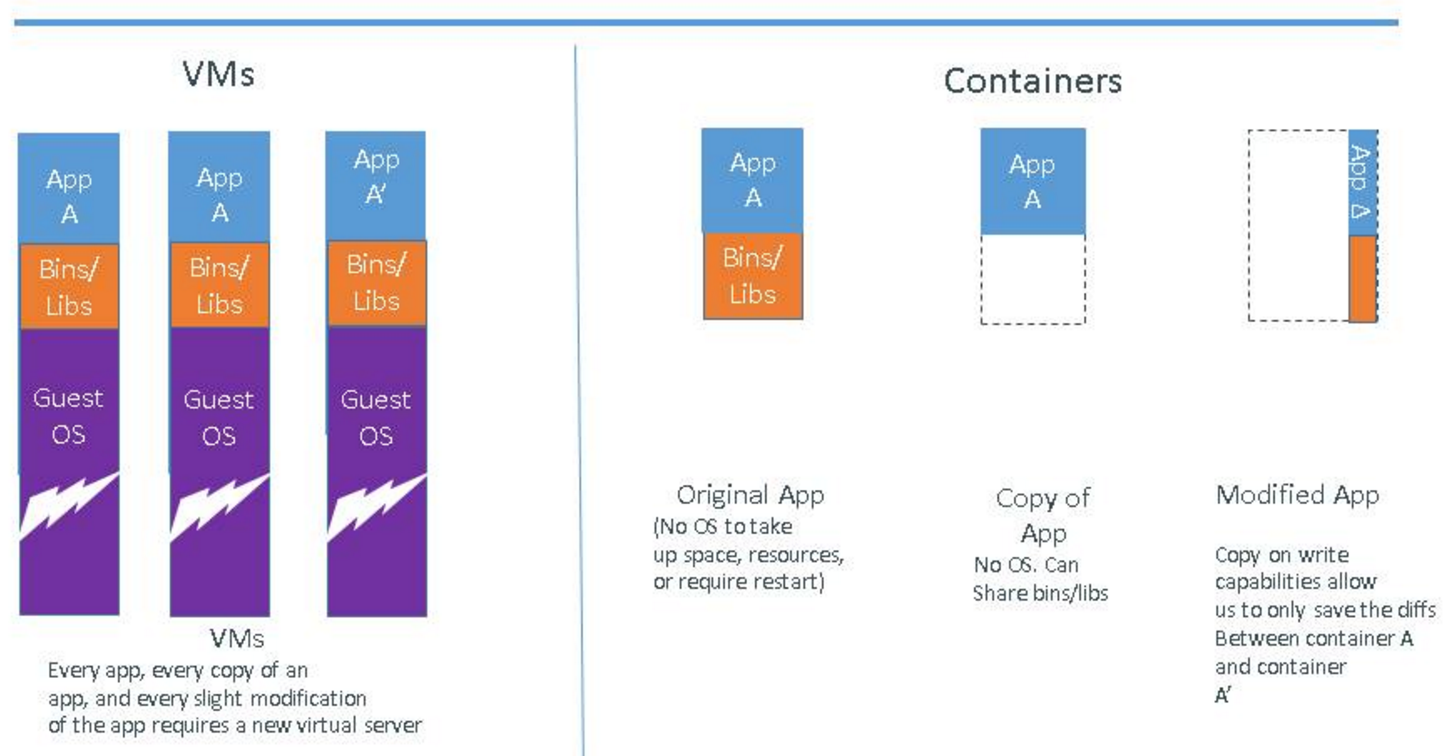 VMs
App
A
Bins/
Libs
Guest
OS
App
A
Bins/
Libs
Guest
OS
App
A′
Bins/
Libs
Guest
OS
VMs
Every app, every copy of an
app, and every slight modification
of the app requires a new virtual server
Containers
App
A
Bins/
Libs
Original App
(No OS to take
up space, resources,
or require restart)
App
A
Copy of
App
No OS. Can
Share bins/libs
App Δ
Modified App
Copy on write
capabilities allow
us to only save the diffs
Between container A
and container
A′